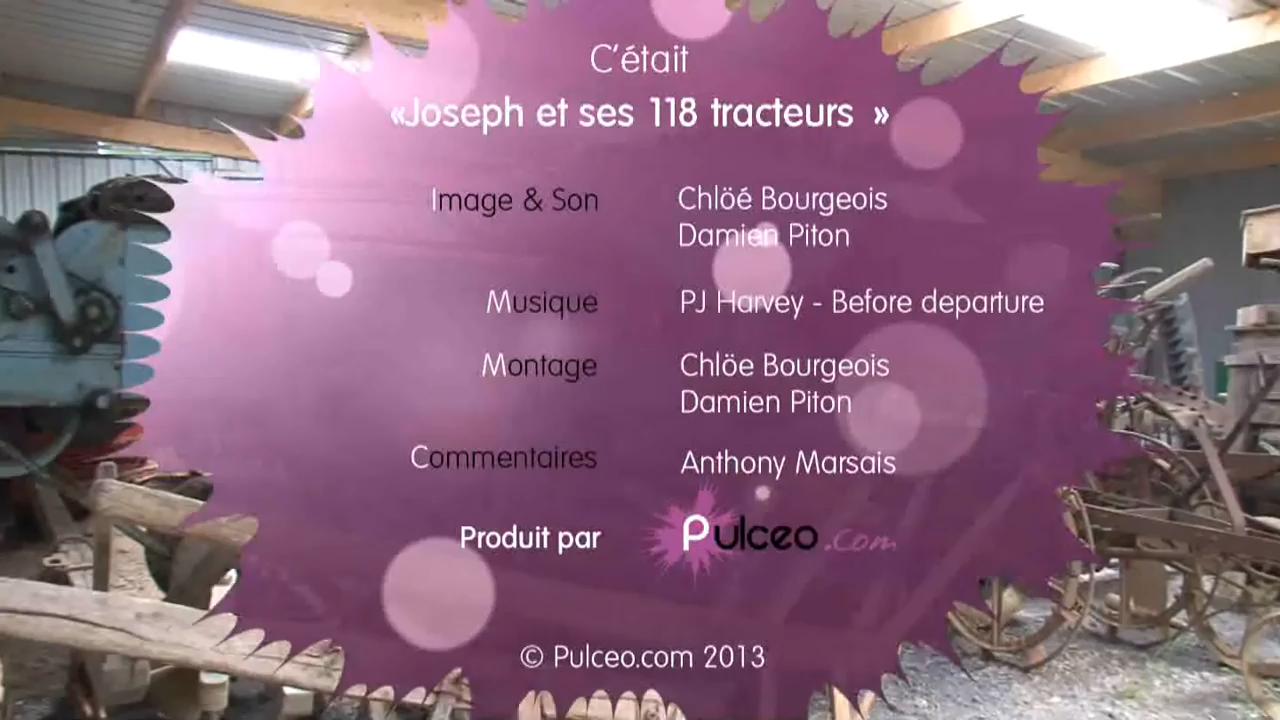 C'était
«Joseph et ses 118 tracteurs »
Image & Son Chlöé Bourgeois
Damien Piton
Musique PJ Harvey - Before departure
Montage Chlöe Bourgeois
Damien Piton
Commentaires Anthony Marsais
Produit par Pulceo.com
© Pulceo.com 2013